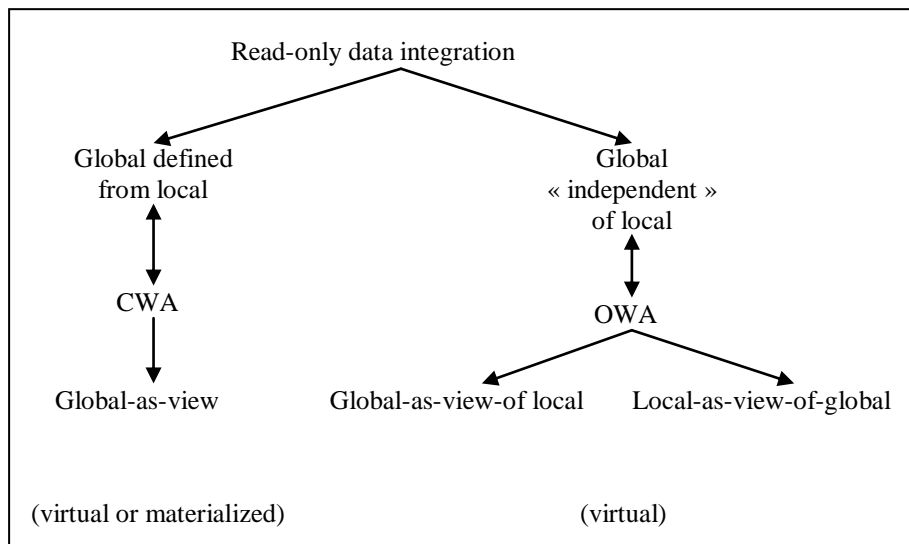 Read-only data integration
Global defined
from local
Global
« independent »
of local
CWA
OWA
Global-as-view
Global-as-view-of local
Local-as-view-of-global
(virtual or materialized)
(virtual)